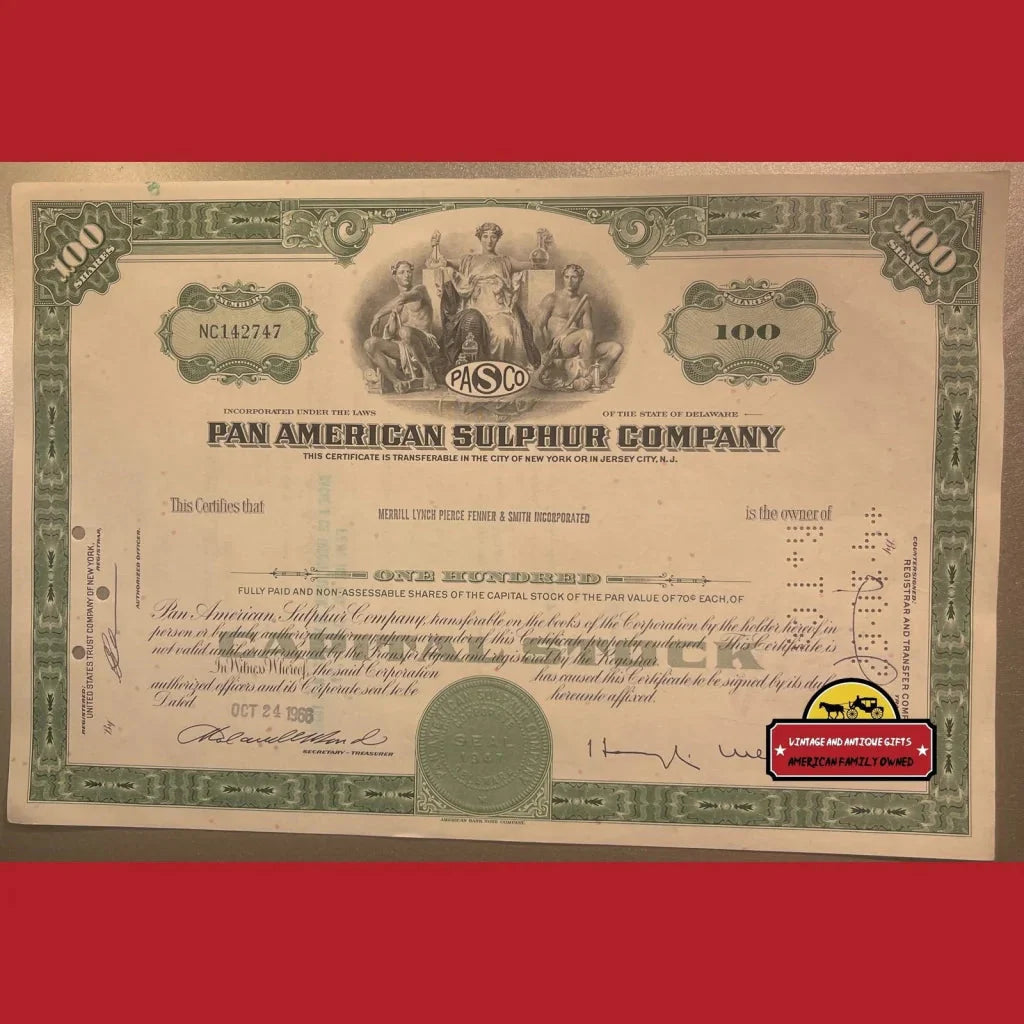 100
SHARES
100
SHARES
NUMBER
NC142747
SHARES
100
PASCO
INCORPORATED UNDER THE LAWS OF THE STATE OF DELAWARE
PAN AMERICAN SULPHUR COMPANY
THIS CERTIFICATE IS TRANSFERABLE IN THE CITY OF NEW YORK OR IN JERSEY CITY, N.J.
This Certifies that MERRILL LYNCH PIERCE FENNER & SMITH INCORPORATED is the owner of
ONE HUNDRED
FULLY PAID AND NON-ASSESSABLE SHARES OF THE CAPITAL STOCK OF THE PAR VALUE OF 70¢ EACH, OF
Pan American Sulphur Company, transferable on the books of the Corporation by the holder hereof in
person or by duly authorized attorney upon surrender of this Certificate properly endorsed. This Certificate is
not valid until countersigned by the Transfer Agent and registered by the Registrar.
In Witness Whereof, the said Corporation has caused this Certificate to be signed by its duly
authorized officers and its Corporate seal to be hereunto affixed.
Dated
OCT 24 1968
SECRETARY-TREASURER
SEAL
AMERICAN BANK NOTE COMPANY.
REGISTERED:
UNITED STATES TRUST COMPANY OF NEW YORK,
REGISTRAR,
By
AUTHORIZED OFFICER.
COUNTERSIGNED:
REGISTRAR AND TRANSFER COMP
By
VINTAGE AND ANTIQUE GIFTS
AMERICAN FAMILY OWNED